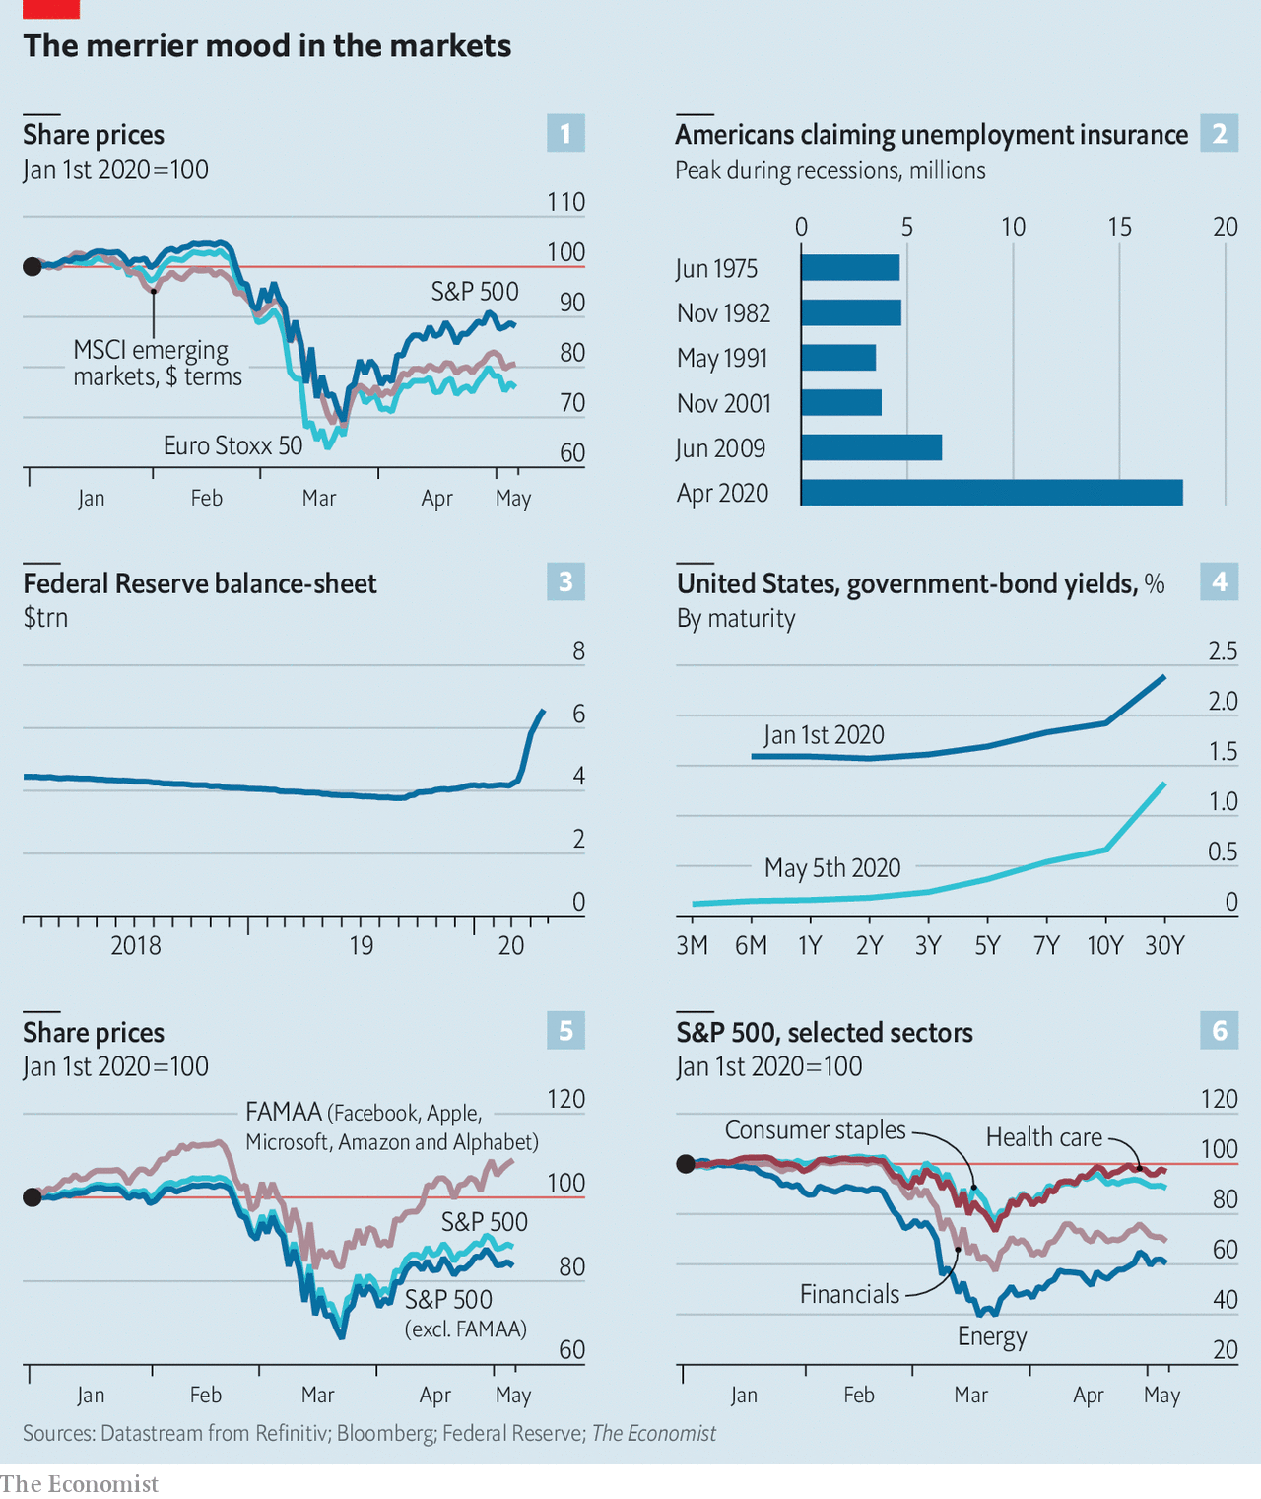 The merrier mood in the markets
Share prices
1
Jan 1st 2020=100
110
100
90
80
70
60
S&P 500
MSCI emerging
markets, $ terms
Euro Stoxx 50
Jan
Feb
Mar
Apr
May
Americans claiming unemployment insurance
2
Peak during recessions, millions
0
5
10
15
20
Jun 1975
Nov 1982
May 1991
Nov 2001
Jun 2009
Apr 2020
Federal Reserve balance-sheet
3
$trn
8
6
4
2
0
2018
19
20
United States, government-bond yields, %
4
By maturity
2.5
2.0
1.5
1.0
0.5
0
Jan 1st 2020
May 5th 2020
3M
6M
1Y
2Y
3Y
5Y
7Y
10Y
30Y
Share prices
5
Jan 1st 2020=100
120
100
80
60
FAMAA (Facebook, Apple,
Microsoft, Amazon and Alphabet)
S&P 500
S&P 500
(excl. FAMAA)
Jan
Feb
Mar
Apr
May
S&P 500, selected sectors
6
Jan 1st 2020=100
120
100
80
60
40
20
Consumer staples
Health care
Financials
Energy
Jan
Feb
Mar
Apr
May
Sources: Datastream from Refinitiv; Bloomberg; Federal Reserve; The Economist
The Economist